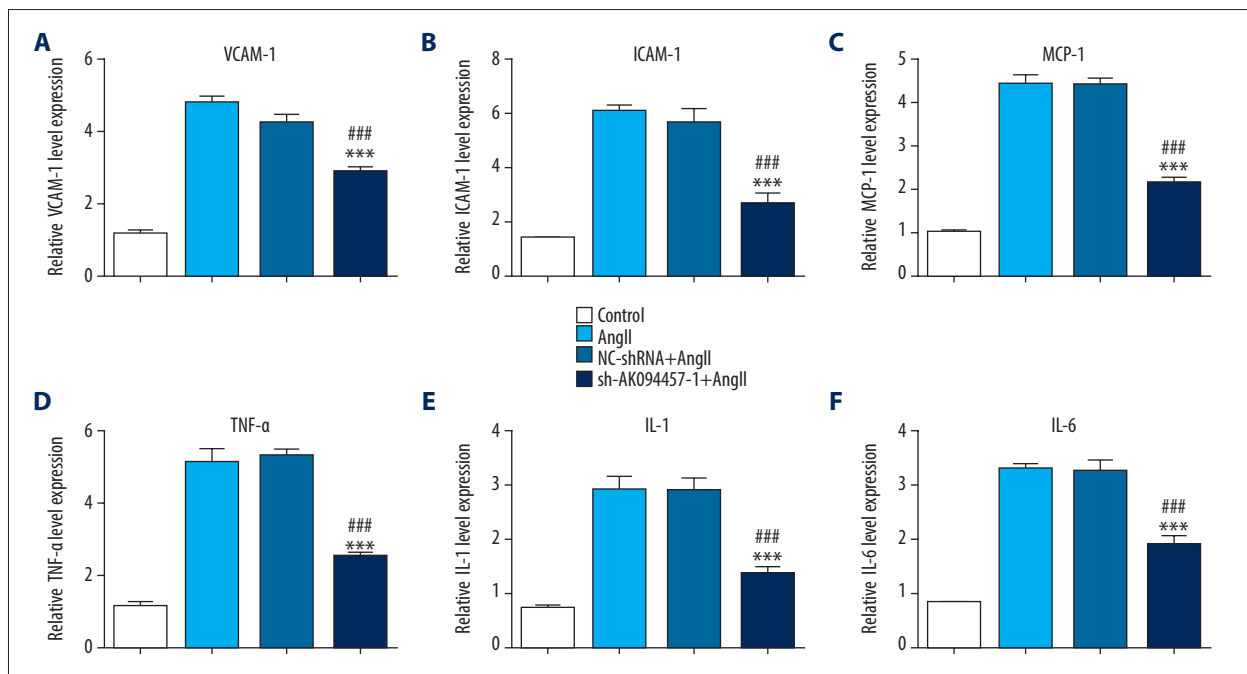 A
VCAM-1
Relative VCAM-1 level expression
6
4
2
0
###
***
B
ICAM-1
Relative ICAM-1 level expression
8
6
4
2
0
###
***
C
MCP-1
Relative MCP-1 level expression
5
4
3
2
1
0
###
***
Control
AngII
NC-shRNA+AngII
sh-AK094457-1+AngII
D
TNF-α
Relative TNF-α level expression
6
4
2
0
###
***
E
IL-1
Relative IL-1 level expression
4
3
2
1
0
###
***
F
IL-6
Relative IL-6 level expression
4
3
2
1
0
###
***